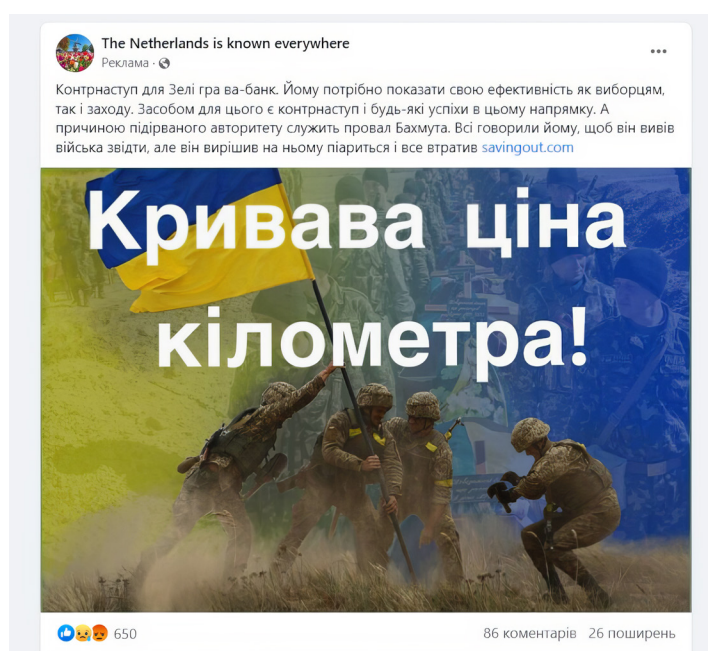 The Netherlands is known everywhere
Реклама ·
Контрнаступ для Зелі гра ва-банк. Йому потрібно показати свою ефективність як виборцям,
так і заходу. Засобом для цього є контрнаступ і будь-які успіхи в цьому напрямку. А
причиною підірваного авторитету служить провал Бахмута. Всі говорили йому, щоб він вивів
війська звідти, але він вирішив на ньому піариться і все втратив savingout.com
Кривава ціна
кілометра!
650
86 коментарів 26 поширень